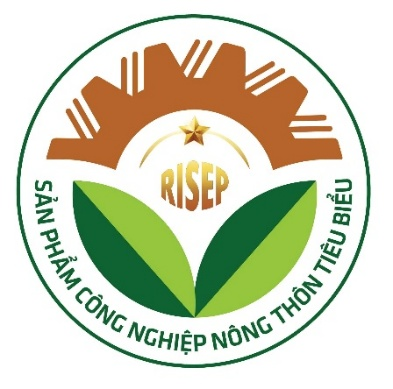 RISEP
SẢN PHẨM CÔNG NGHIỆP NÔNG THÔN TIÊU BIỂU